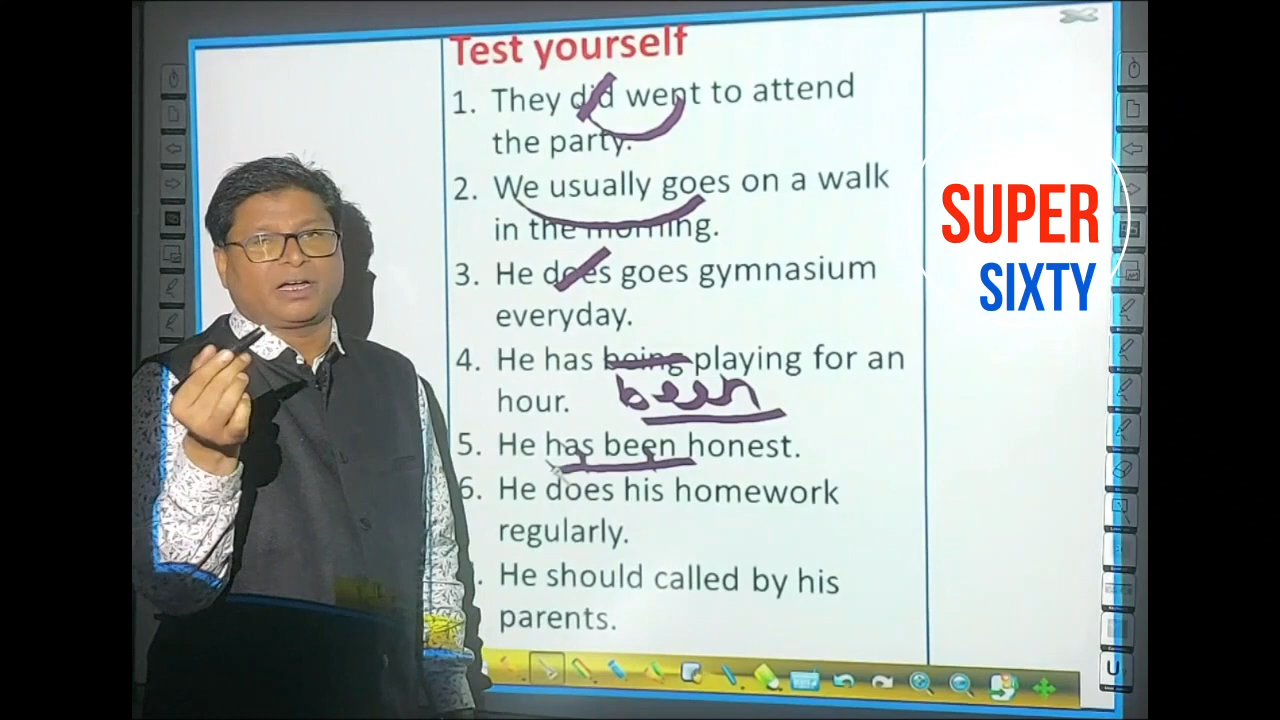 Test yourself
1. They did went to attend
the party.
2. We usually goes on a walk
in the morning.
3. He does goes gymnasium
everyday.
4. He has being playing for an
hour. been
5. He has been honest.
6. He does his homework
regularly.
. He should called by his
parents.
SUPER
SIXTY
U